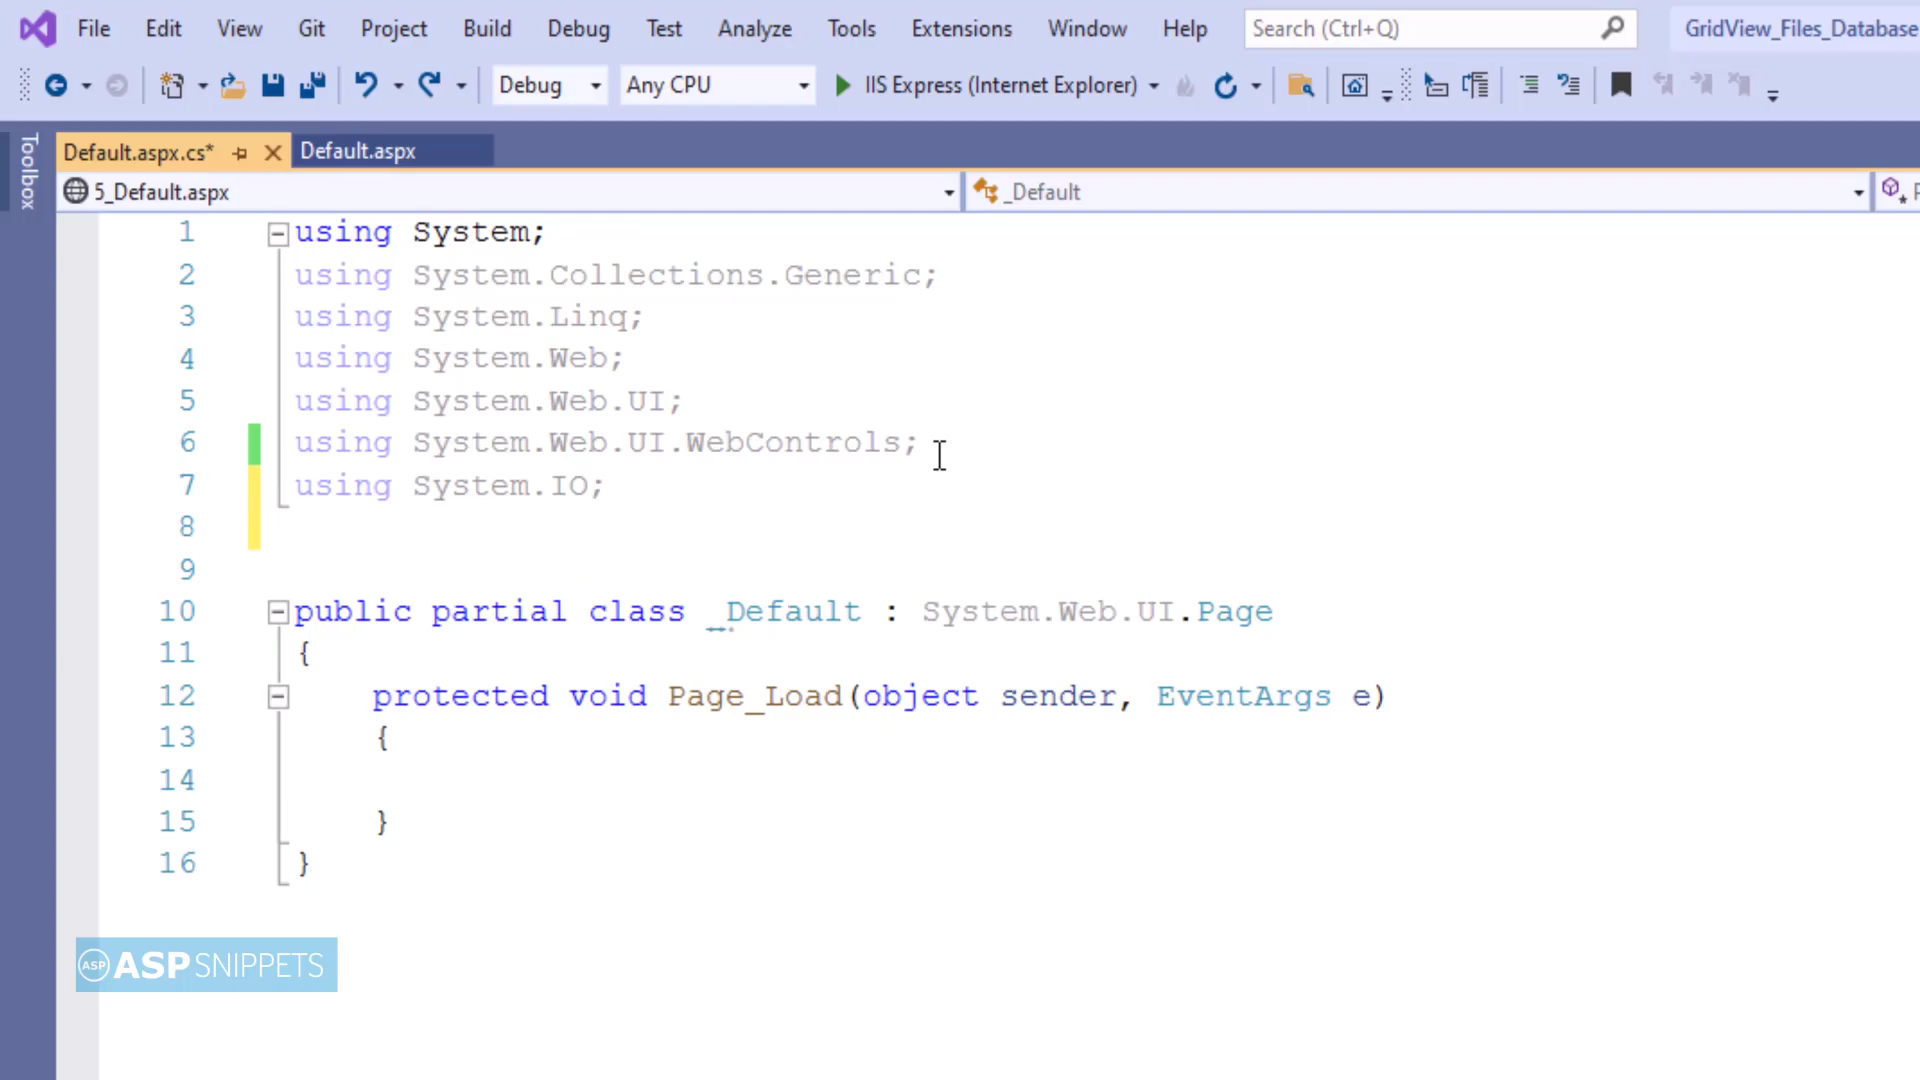 File Edit View Git Project Build Debug Test Analyze Tools Extensions Window Help Search (Ctrl+Q) GridView_Files_Database
Debug Any CPU IIS Express (Internet Explorer)
Toolbox
Default.aspx.cs* Default.aspx
5_Default.aspx _Default
1 using System;
2 using System.Collections.Generic;
3 using System.Linq;
4 using System.Web;
5 using System.Web.UI;
6 using System.Web.UI.WebControls;
7 using System.IO;
8
9
10 public partial class _Default : System.Web.UI.Page
11 {
12 protected void Page_Load(object sender, EventArgs e)
13 {
14
15 }
16 }
ASP ASPSNIPPETS